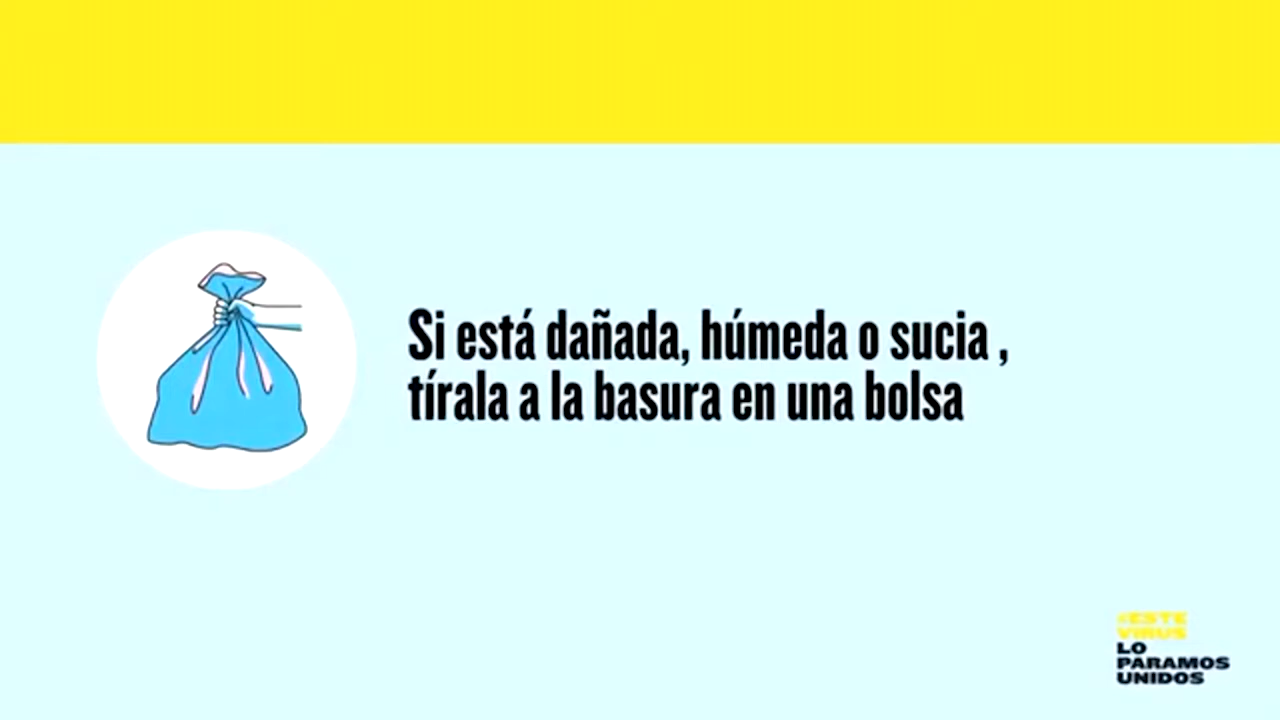 Si está dañada, húmeda o sucia ,
tírala a la basura en una bolsa
#ESTE
VIRUS
LO
PARAMOS
UNIDOS